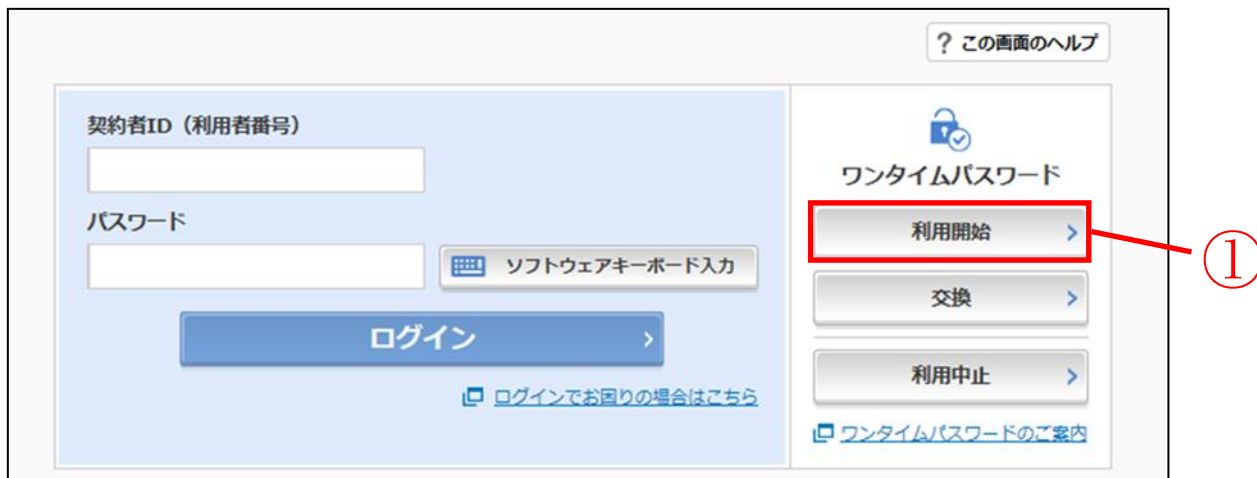 ? この画面のヘルプ
契約者ID（利用者番号）
パスワード
ソフトウェアキーボード入力
ログイン
ログインでお困りの場合はこちら
ワンタイムパスワード
利用開始
①
交換
利用中止
ワンタイムパスワードのご案内